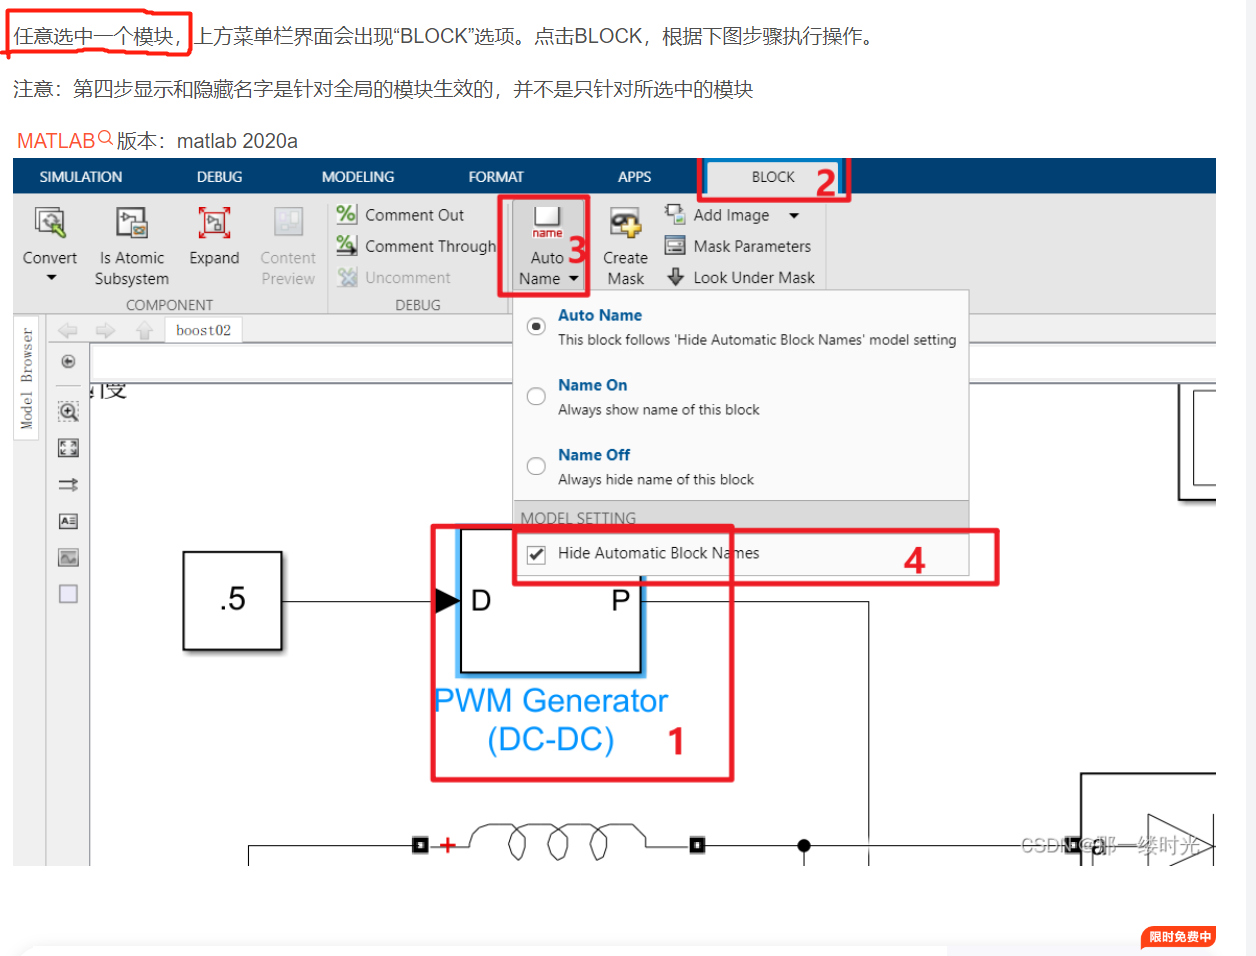 任意选中一个模块，上方菜单栏界面会出现“BLOCK”选项。点击BLOCK，根据下图步骤执行操作。
注意：第四步显示和隐藏名字是针对全局的模块生效的，并不是只针对所选中的模块
MATLAB版本：matlab 2020a
SIMULATION DEBUG MODELING FORMAT APPS BLOCK 2
Convert
Is Atomic
Subsystem
Expand
Content
Preview
COMPONENT
Comment Out
Comment Through
Uncomment
DEBUG
name
Auto
Name
3
Create
Mask
Add Image
Mask Parameters
Look Under Mask
Model Browser
boost02
Auto Name
This block follows 'Hide Automatic Block Names' model setting
Name On
Always show name of this block
Name Off
Always hide name of this block
MODEL SETTING
Hide Automatic Block Names 4
.5
D P
PWM Generator
(DC-DC) 1
a
CSDN @那一缕时光
限时免费中